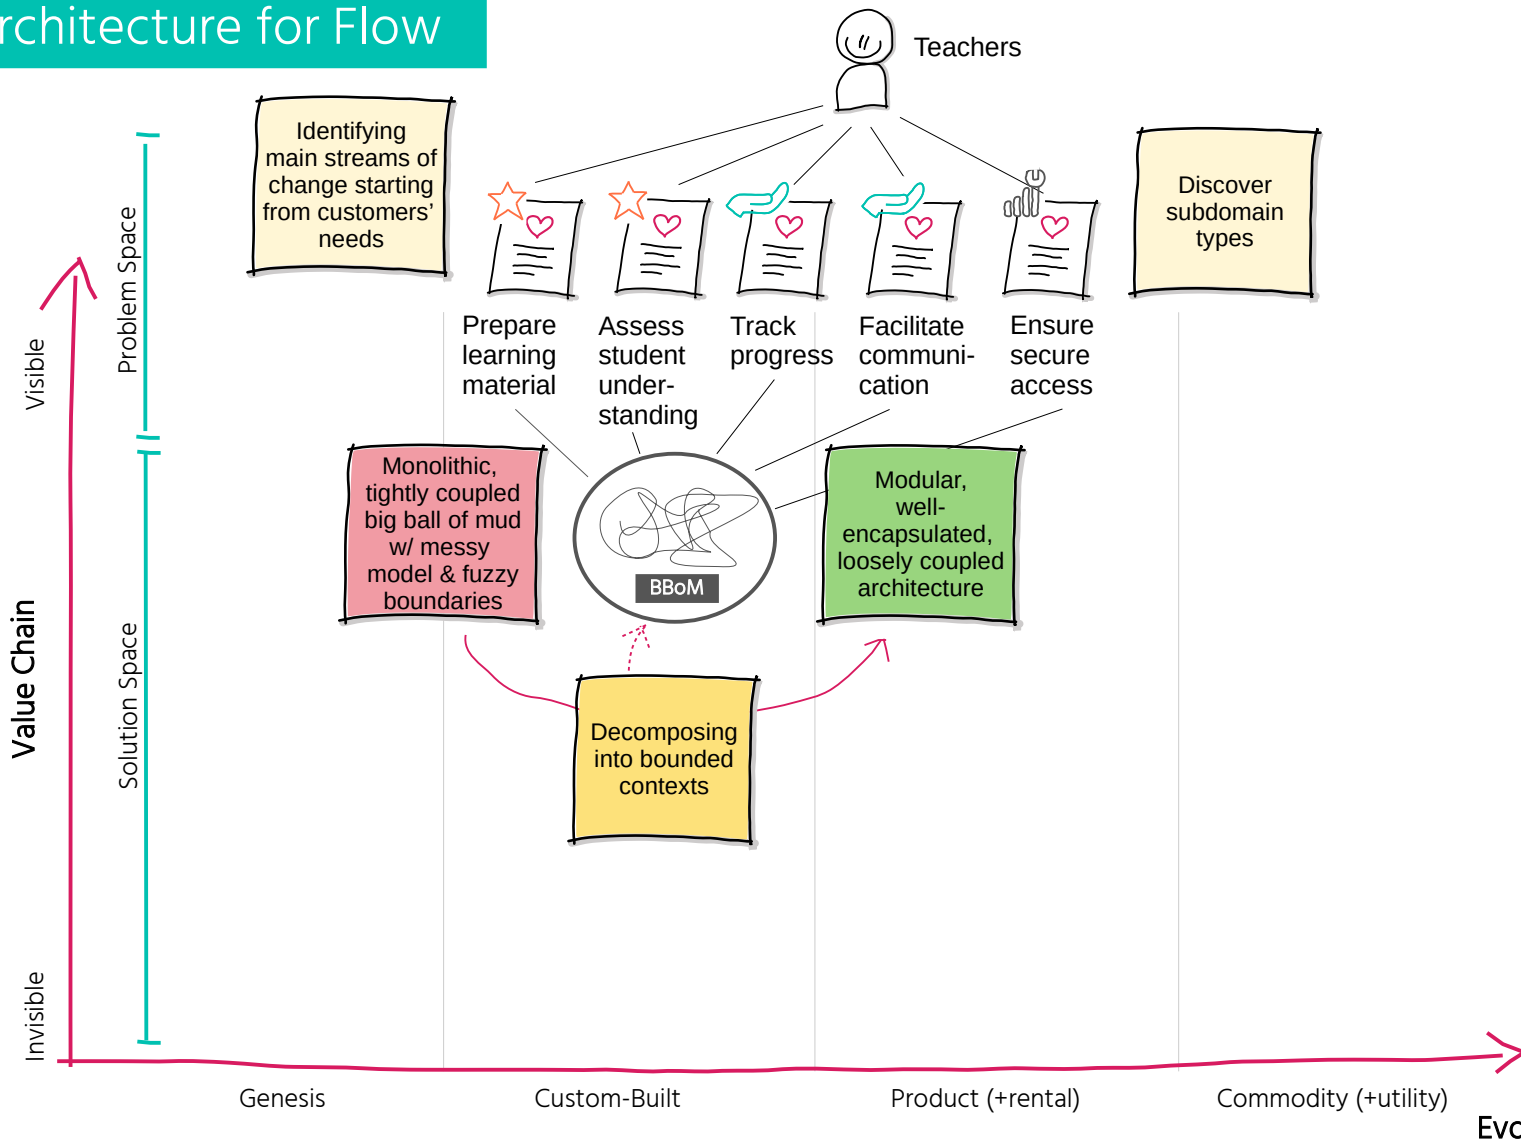 rchitecture for Flow
Teachers
Identifying
main streams of
change starting
from customers'
needs
Discover
subdomain
types
Problem Space
Visible
Prepare
learning
material
Assess
student
under-
standing
Track
progress
Facilitate
communi-
cation
Ensure
secure
access
Monolithic,
tightly coupled
big ball of mud
w/ messy
model & fuzzy
boundaries
BBoM
Modular,
well-
encapsulated,
loosely coupled
architecture
Value Chain
Solution Space
Decomposing
into bounded
contexts
Invisible
Genesis
Custom-Built
Product (+rental)
Commodity (+utility)
Evo